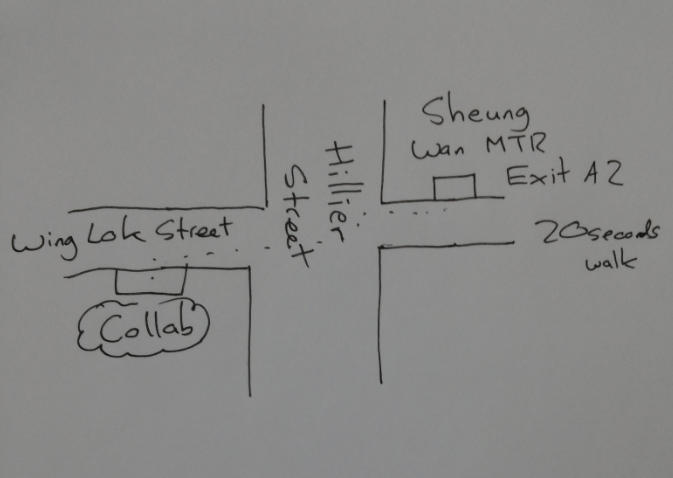 Sheung
Wan MTR
Exit A2
Hillier
Street
Wing Lok Street
20seconds
walk
Collab